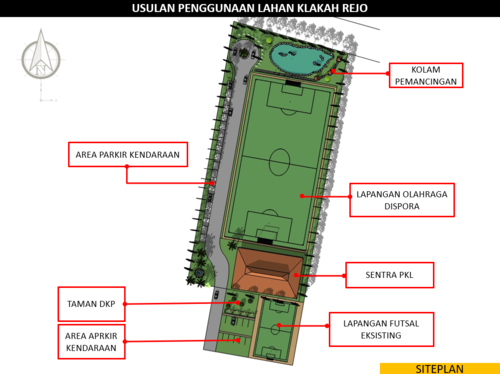 USULAN PENGGUNAAN LAHAN KLAKAH REJO
KOLAM
PEMANCINGAN
AREA PARKIR KENDARAAN
LAPANGAN OLAHRAGA
DISPORA
SENTRA PKL
TAMAN DKP
LAPANGAN FUTSAL
EKSISTING
AREA APRKIR
KENDARAAN
SITEPLAN